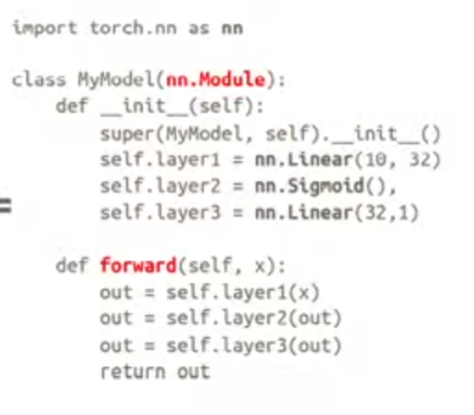 import torch.nn as nn
class MyModel(nn.Module):
    def __init__(self):
        super(MyModel, self).__init__()
        self.layer1 = nn.Linear(10, 32)
        self.layer2 = nn.Sigmoid(),
        self.layer3 = nn.Linear(32,1)
=
    def forward(self, x):
        out = self.layer1(x)
        out = self.layer2(out)
        out = self.layer3(out)
        return out